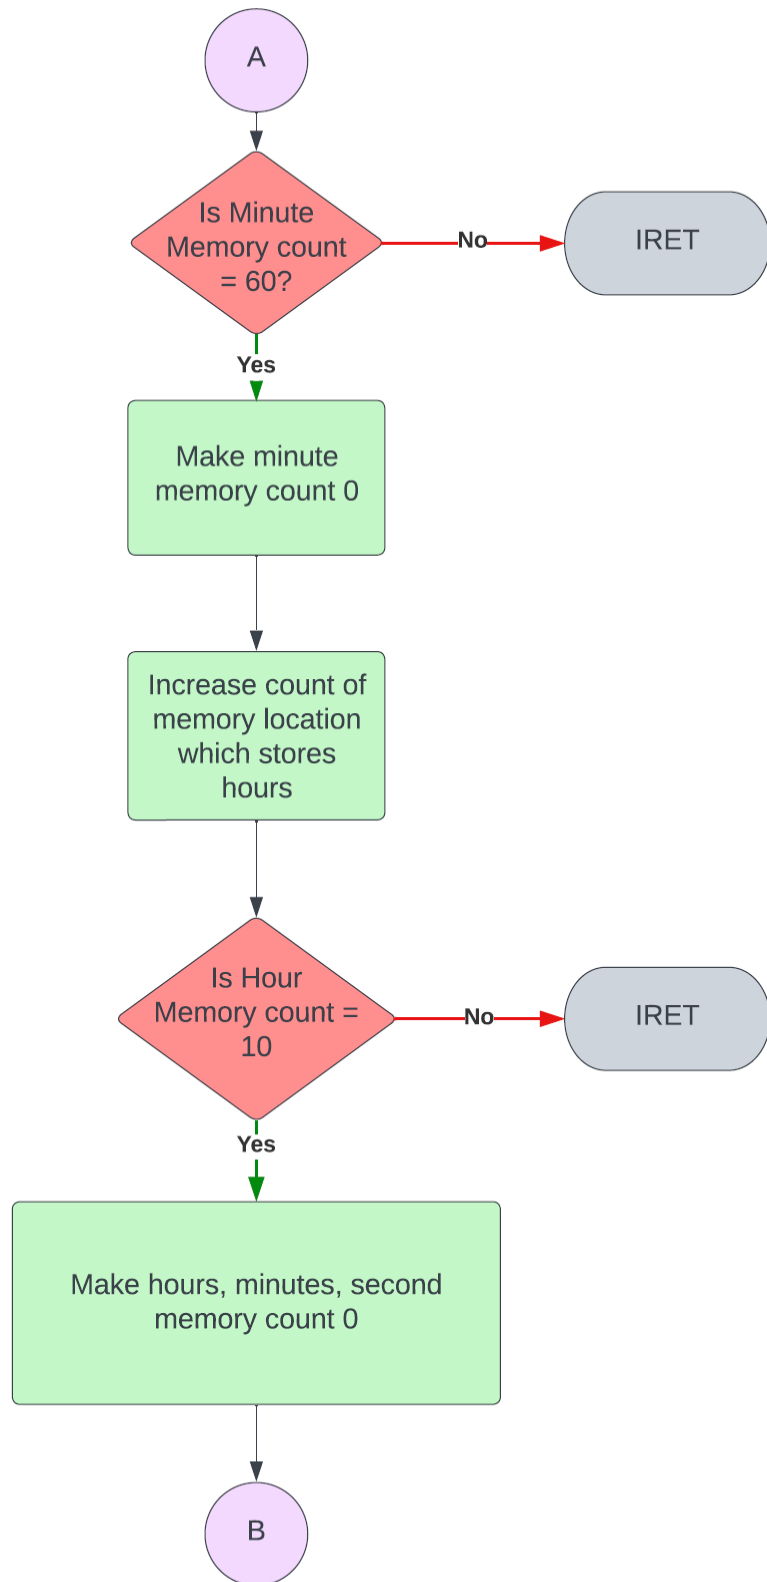 A
Is Minute
Memory count
= 60?
No
IRET
Yes
Make minute
memory count 0
Increase count of
memory location
which stores
hours
Is Hour
Memory count =
10
No
IRET
Yes
Make hours, minutes, second
memory count 0
B